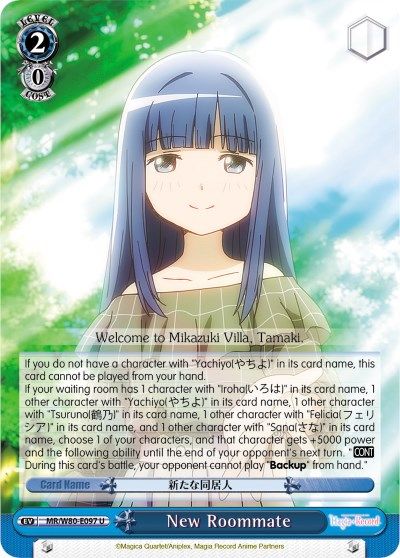 LEVEL
2
0
COST
Welcome to Mikazuki Villa, Tamaki.
If you do not have a character with "Yachiyo(やちよ)" in its card name, this
card cannot be played from your hand.
If your waiting room has 1 character with "Iroha(いろは)" in its card name, 1
other character with "Yachiyo(やちよ)" in its card name, 1 other character
with "Tsuruno(鶴乃)" in its card name, 1 other character with "Felicia(フェリ
シア)" in its card name, and 1 other character with "Sana(さな)" in its card
name, choose 1 of your characters, and that character gets +5000 power
and the following ability until the end of your opponent's next turn. "CONT
During this card's battle, your opponent cannot play "Backup" from hand."
Card Name 新たな同居人
EV MR/W80-E097 U New Roommate Magia Record
©Magica Quartet/Aniplex, Magia Record Anime Partners